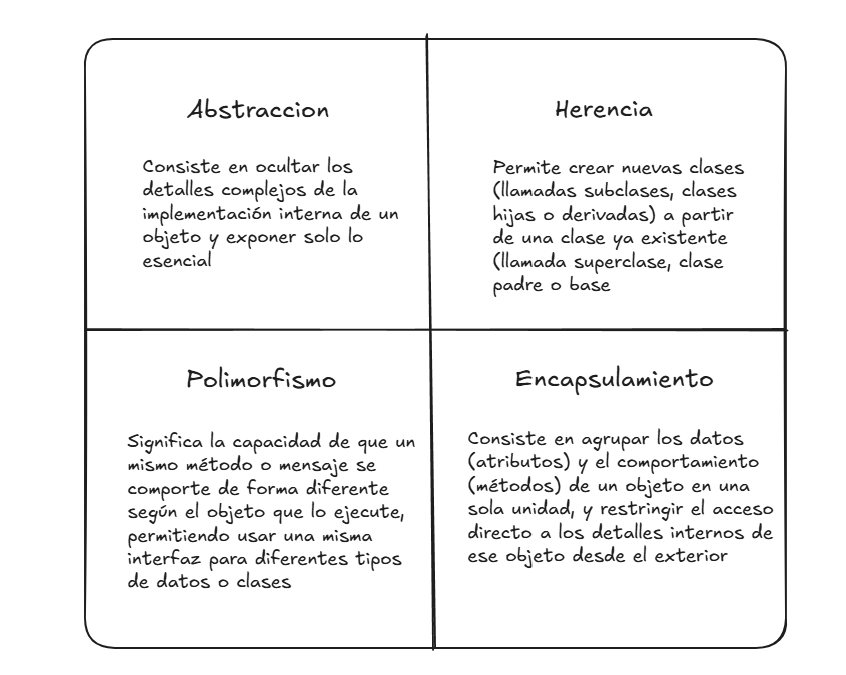 Abstraccion
Consiste en ocultar los
detalles complejos de la
implementación interna de un
objeto y exponer solo lo
esencial
Herencia
Permite crear nuevas clases
(llamadas subclases, clases
hijas o derivadas) a partir
de una clase ya existente
(llamada superclase, clase
padre o base
Polimorfismo
Significa la capacidad de que un
mismo método o mensaje se
comporte de forma diferente
según el objeto que lo ejecute,
permitiendo usar una misma
interfaz para diferentes tipos
de datos o clases
Encapsulamiento
Consiste en agrupar los datos
(atributos) y el comportamiento
(métodos) de un objeto en una
sola unidad, y restringir el acceso
directo a los detalles internos de
ese objeto desde el exterior